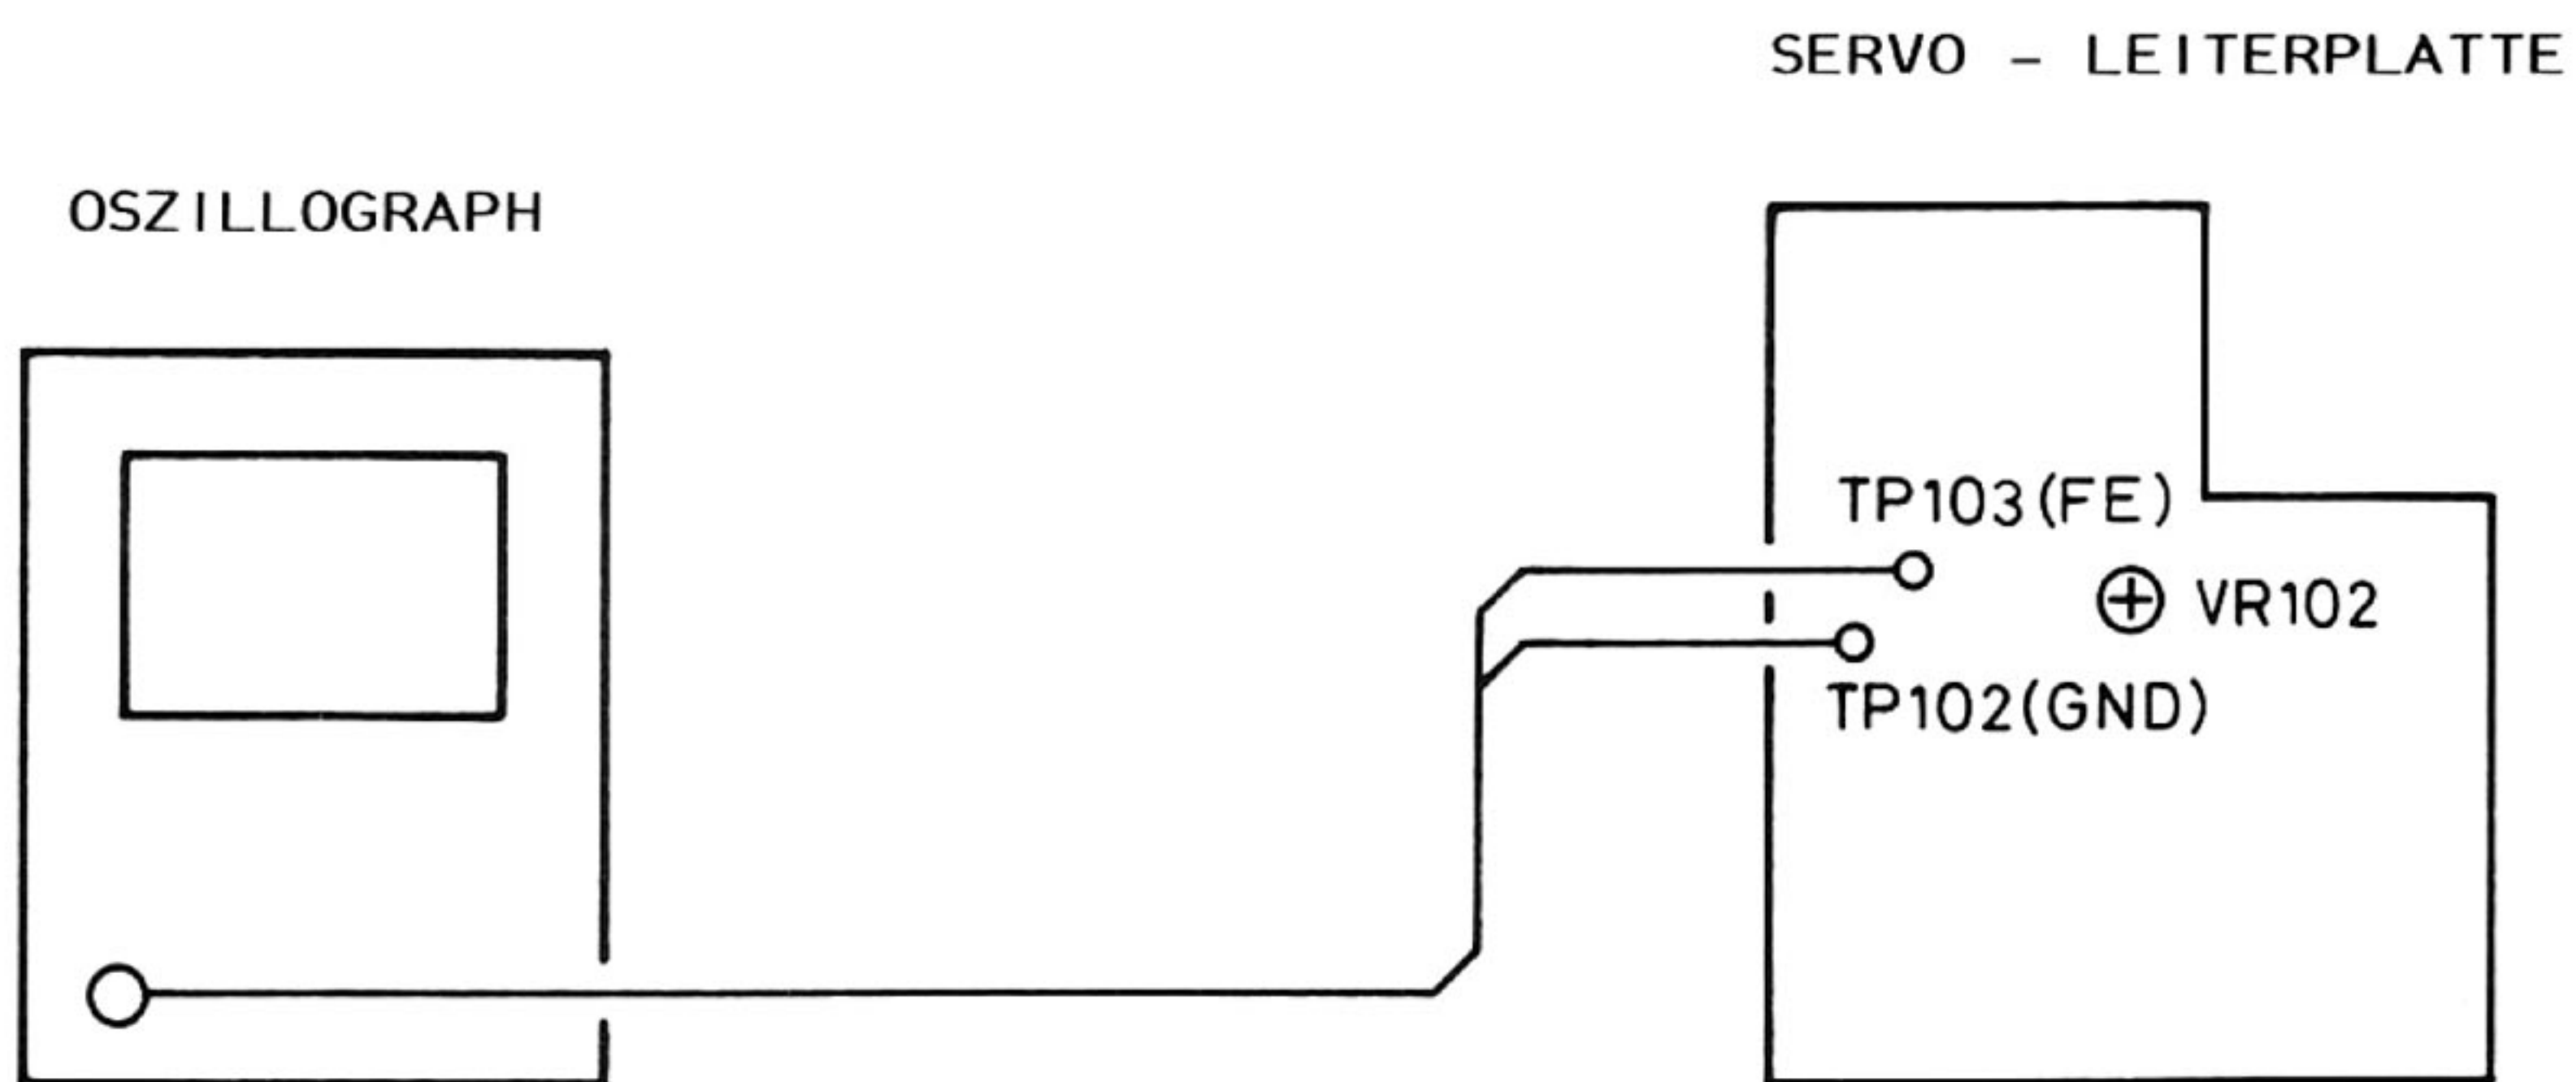 SERVO - LEITERPLATTE
OSZILLOGRAPH
TP103(FE)
VR102
TP102(GND)